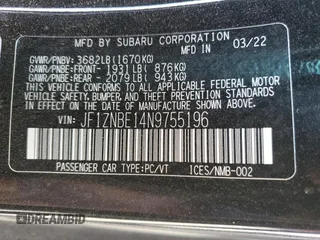 MFD BY SUBARU CORPORATION 03/22
GVWR/PNBV: 3682LB(1670KG)
GAWR/PNBE:FRONT- 1931LB( 876KG)
GAWR/PNBE:REAR - 2079LB( 943KG)
THIS VEHICLE CONFORMS TO ALL APPLICABLE
FEDERAL MOTOR VEHICLE
SAFETY, BUMPER, AND THEFT PREVENTION
STANDARDS IN EFFECT ON THE DATE OF
MANUFACTURE SHOWN ABOVE.
VIN: JF1ZNBE14N9755196
PASSENGER CAR TYPE:PC/VT ICES/NMB-002
DREAMBID